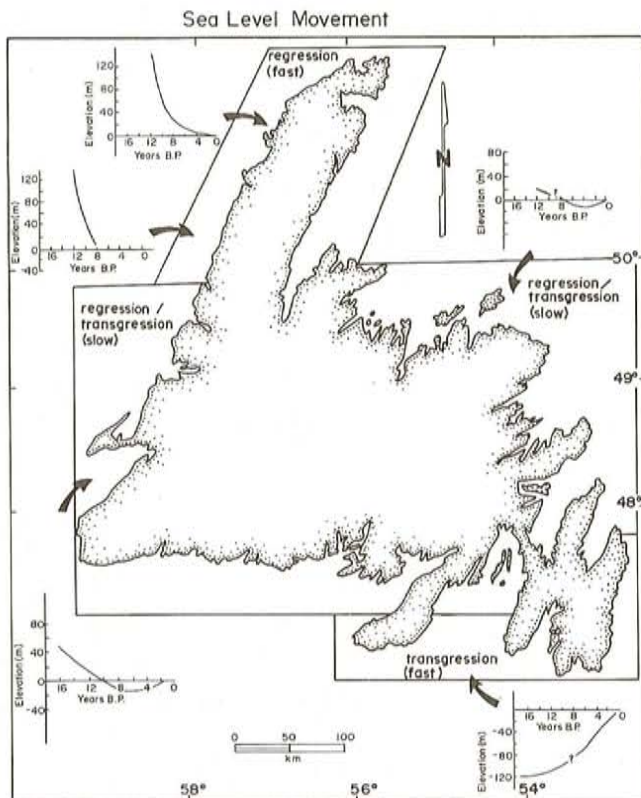 Sea Level Movement
regression
(fast)
Elevation (m)
120
80
40
0
16 12 8 4 0
Years B.P.
Elevation(m)
120
80
40
0
-40
12 8 4 0
Years B.P.
N
Elevation (m)
80
40
0
-40
16 12 8 4 0
?
Years B.P.
50°
regression /
transgression
(slow)
regression /
transgression
(slow)
49°
48°
Elevation (m)
80
40
0
-40
16 12 8 4 0
Years B.P.
transgression
(fast)
Elevation (m)
0
-40
-80
-120
16 12 8 4 0
Years B.P.
?
0 50 100
km
58° 56° 54°